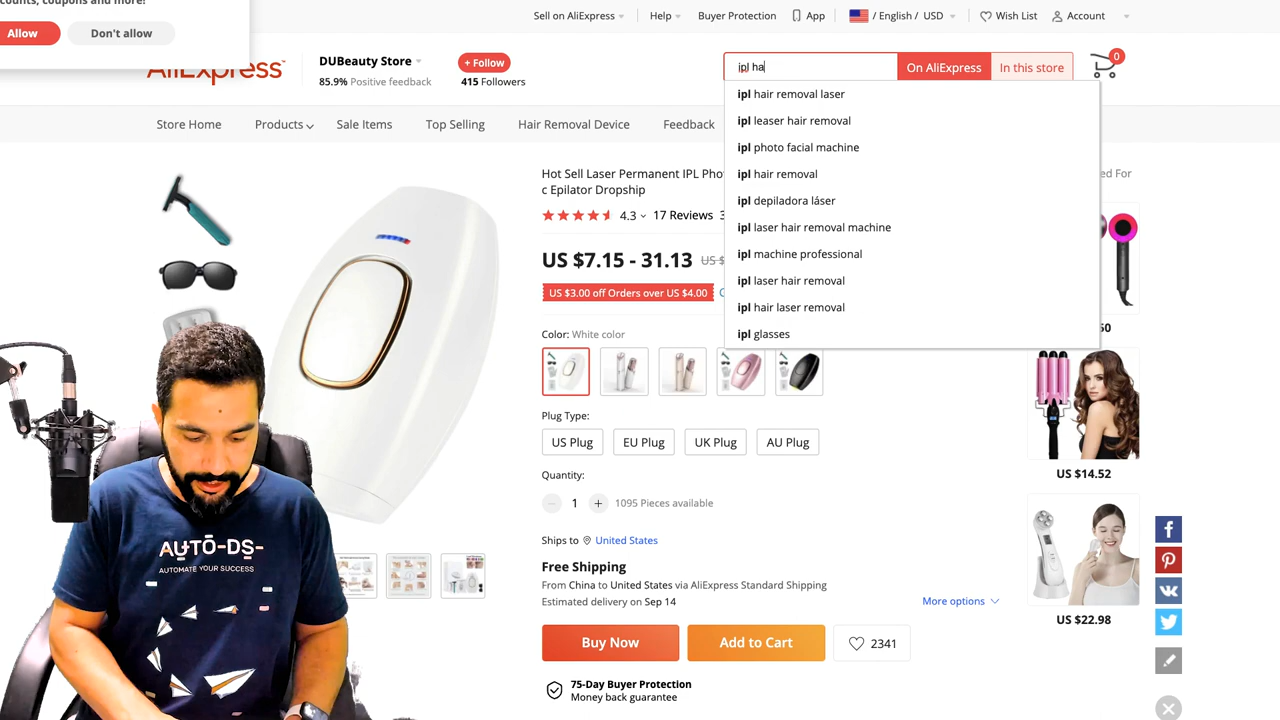 counts, coupons and more!
Allow
Don't allow
Sell on AliExpress
Help
Buyer Protection
App
/ English / USD
Wish List
Account
AliExpress
DUBeauty Store
85.9% Positive feedback
+ Follow
415 Followers
ipl ha
On AliExpress
In this store
0
Store Home
Products
Sale Items
Top Selling
Hair Removal Device
Feedback
ipl hair removal laser
ipl leaser hair removal
ipl photo facial machine
ipl hair removal
ipl depiladora láser
ipl laser hair removal machine
ipl machine professional
ipl laser hair removal
ipl hair laser removal
ipl glasses
Hot Sell Laser Permanent IPL Pho
c Epilator Dropship
4.3
17 Reviews
3
US $7.15 - 31.13
US $
US $3.00 off Orders over US $4.00
Color: White color
Plug Type:
US Plug
EU Plug
UK Plug
AU Plug
Quantity:
1
1095 Pieces available
Ships to
United States
Free Shipping
From China to United States via AliExpress Standard Shipping
Estimated delivery on Sep 14
More options
Buy Now
Add to Cart
2341
75-Day Buyer Protection
Money back guarantee
ed For
50
US $14.52
US $22.98
AUTO-DS-
AUTOMATE YOUR SUCCESS